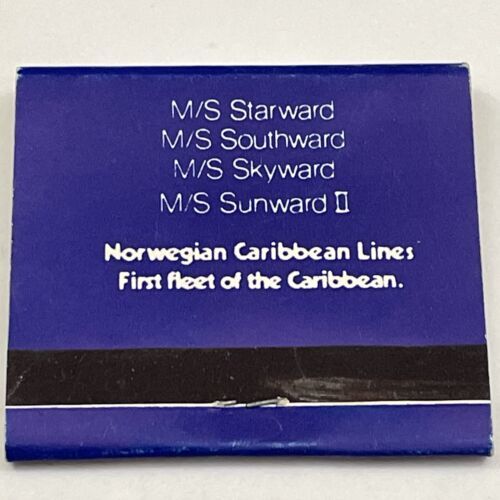 M/S Starward
M/S Southward
M/S Skyward
M/S Sunward II
Norwegian Caribbean Lines
First fleet of the Caribbean.